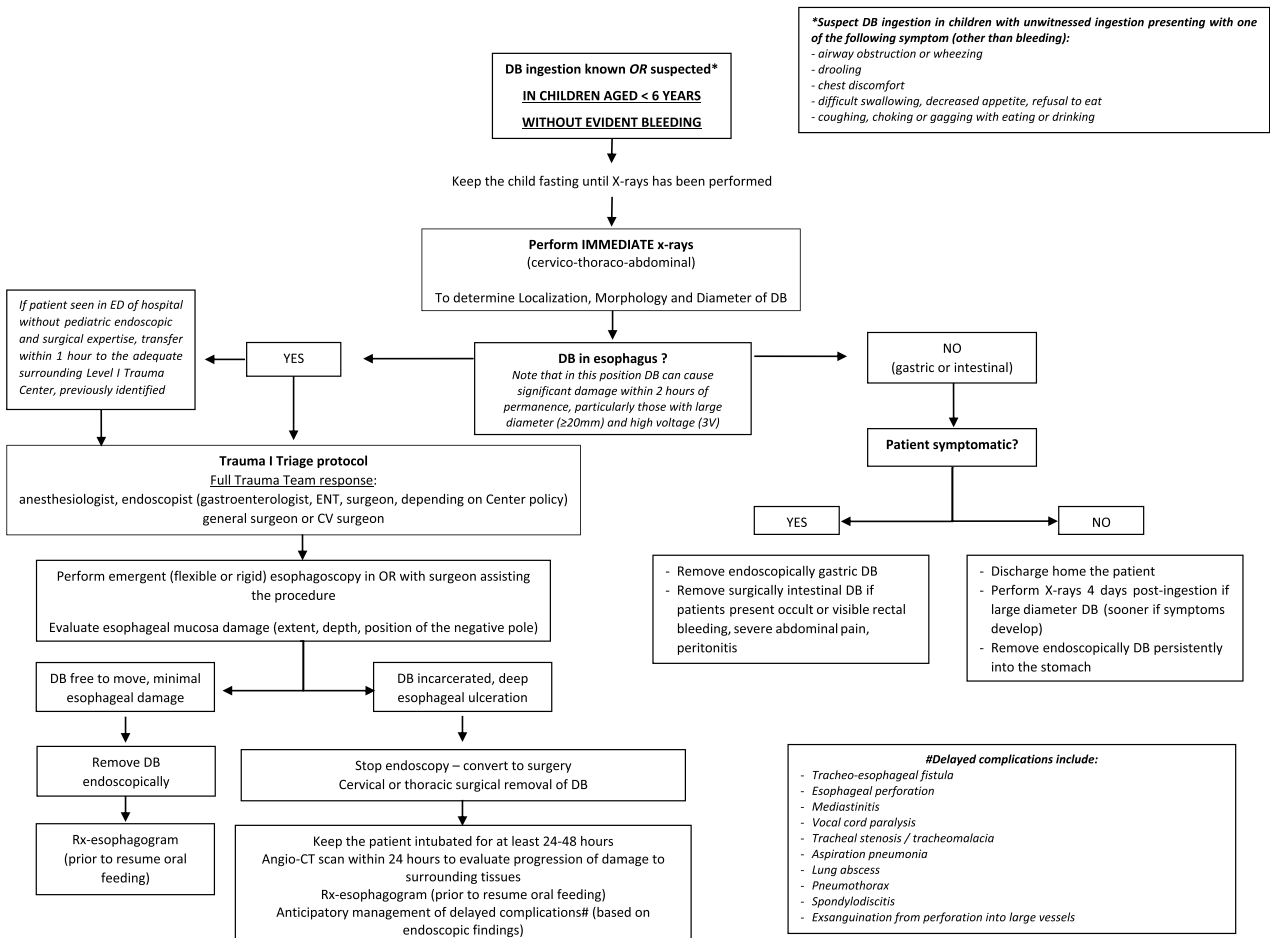 *Suspect DB ingestion in children with unwitnessed ingestion presenting with one
of the following symptom (other than bleeding):
- airway obstruction or wheezing
- drooling
- chest discomfort
- difficult swallowing, decreased appetite, refusal to eat
- coughing, choking or gagging with eating or drinking
DB ingestion known OR suspected*
IN CHILDREN AGED < 6 YEARS
WITHOUT EVIDENT BLEEDING
Keep the child fasting until X-rays has been performed
Perform IMMEDIATE x-rays
(cervico-thoraco-abdominal)
To determine Localization, Morphology and Diameter of DB
If patient seen in ED of hospital
without pediatric endoscopic
and surgical expertise, transfer
within 1 hour to the adequate
surrounding Level I Trauma
Center, previously identified
YES
DB in esophagus ?
Note that in this position DB can cause
significant damage within 2 hours of
permanence, particularly those with large
diameter (≥20mm) and high voltage (3V)
NO
(gastric or intestinal)
Patient symptomatic?
Trauma I Triage protocol
Full Trauma Team response:
anesthesiologist, endoscopist (gastroenterologist, ENT, surgeon, depending on Center policy)
general surgeon or CV surgeon
YES
NO
Perform emergent (flexible or rigid) esophagoscopy in OR with surgeon assisting
the procedure
Evaluate esophageal mucosa damage (extent, depth, position of the negative pole)
- Remove endoscopically gastric DB
- Remove surgically intestinal DB if
patients present occult or visible rectal
bleeding, severe abdominal pain,
peritonitis
- Discharge home the patient
- Perform X-rays 4 days post-ingestion if
large diameter DB (sooner if symptoms
develop)
- Remove endoscopically DB persistently
into the stomach
DB free to move, minimal
esophageal damage
DB incarcerated, deep
esophageal ulceration
Remove DB
endoscopically
Stop endoscopy – convert to surgery
Cervical or thoracic surgical removal of DB
Rx-esophagogram
(prior to resume oral
feeding)
Keep the patient intubated for at least 24-48 hours
Angio-CT scan within 24 hours to evaluate progression of damage to
surrounding tissues
Rx-esophagogram (prior to resume oral feeding)
Anticipatory management of delayed complications# (based on
endoscopic findings)
#Delayed complications include:
- Tracheo-esophageal fistula
- Esophageal perforation
- Mediastinitis
- Vocal cord paralysis
- Tracheal stenosis / tracheomalacia
- Aspiration pneumonia
- Lung abscess
- Pneumothorax
- Spondylodiscitis
- Exsanguination from perforation into large vessels